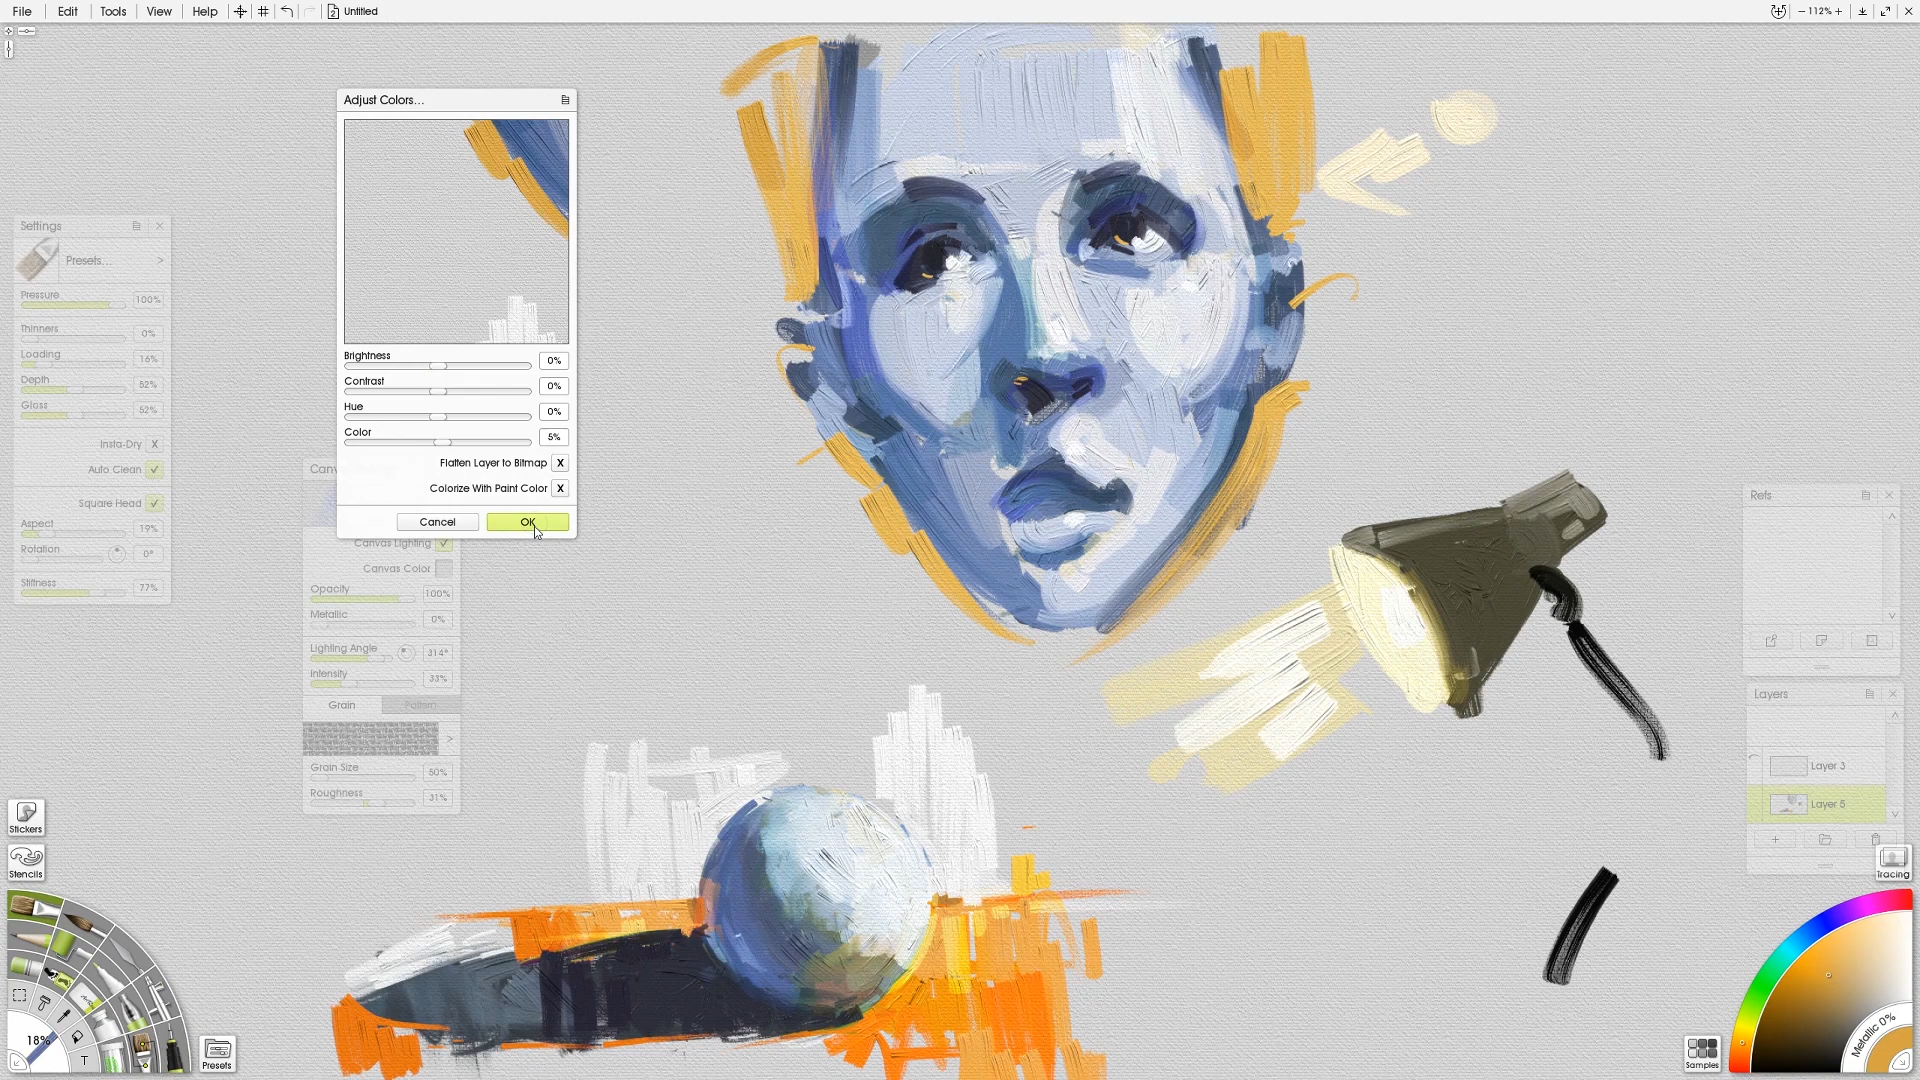 File Edit Tools View Help Untitled
− 112% +
Adjust Colors...
Brightness 0%
Contrast 0%
Hue 0%
Color 5%
Flatten Layer to Bitmap X
Colorize With Paint Color X
Cancel OK
Settings
Presets... >
Pressure 100%
Thinners 0%
Loading 16%
Depth 52%
Gloss 52%
Insta-Dry X
Auto Clean
Square Head
Aspect 19%
Rotation 0°
Stiffness 77%
Canvas Lighting
Canvas Color
Opacity 100%
Metallic 0%
Lighting Angle 314°
Intensity 33%
Grain Pattern
Grain Size 50%
Roughness 31%
Refs
Layers
Layer 3
Layer 5
Tracing
Stickers
Stencils
18%
T
Presets
Samples
Metallic 0%